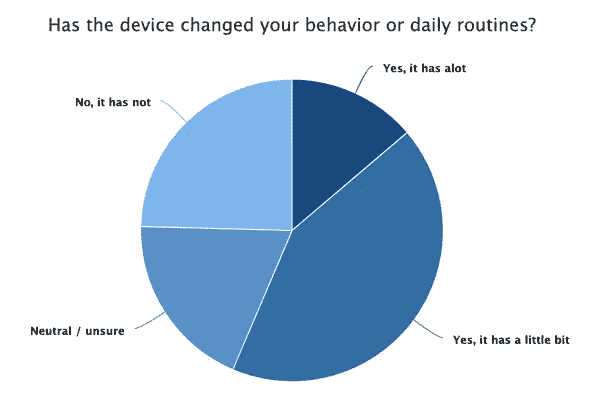 Has the device changed your behavior or daily routines?
Yes, it has alot
No, it has not
Neutral / unsure
Yes, it has a little bit